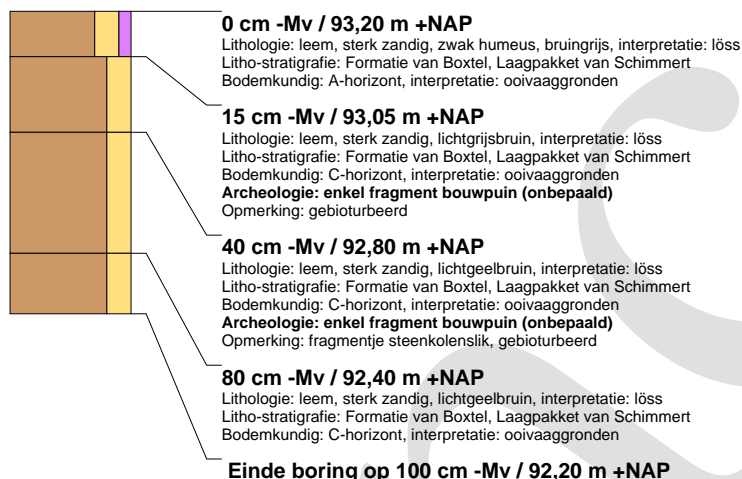 0 cm -Mv / 93,20 m +NAP
Lithologie: leem, sterk zandig, zwak humeus, bruingrijs, interpretatie: löss
Litho-stratigrafie: Formatie van Boxtel, Laagpakket van Schimmert
Bodemkundig: A-horizont, interpretatie: ooivaaggronden
15 cm -Mv / 93,05 m +NAP
Lithologie: leem, sterk zandig, lichtgrijsbruin, interpretatie: löss
Litho-stratigrafie: Formatie van Boxtel, Laagpakket van Schimmert
Bodemkundig: C-horizont, interpretatie: ooivaaggronden
Archeologie: enkel fragment bouwpuin (onbepaald)
Opmerking: gebioturbeerd
40 cm -Mv / 92,80 m +NAP
Lithologie: leem, sterk zandig, lichtgeelbruin, interpretatie: löss
Litho-stratigrafie: Formatie van Boxtel, Laagpakket van Schimmert
Bodemkundig: C-horizont, interpretatie: ooivaaggronden
Archeologie: enkel fragment bouwpuin (onbepaald)
Opmerking: fragmentje steenkolenslik, gebioturbeerd
80 cm -Mv / 92,40 m +NAP
Lithologie: leem, sterk zandig, lichtgeelbruin, interpretatie: löss
Litho-stratigrafie: Formatie van Boxtel, Laagpakket van Schimmert
Bodemkundig: C-horizont, interpretatie: ooivaaggronden
Einde boring op 100 cm -Mv / 92,20 m +NAP